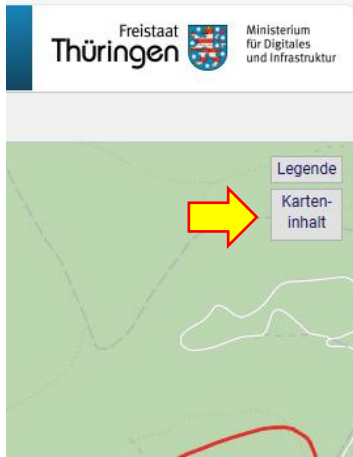 Freistaat
Thüringen
Ministerium
für Digitales
und Infrastruktur
Legende
Karten-
inhalt